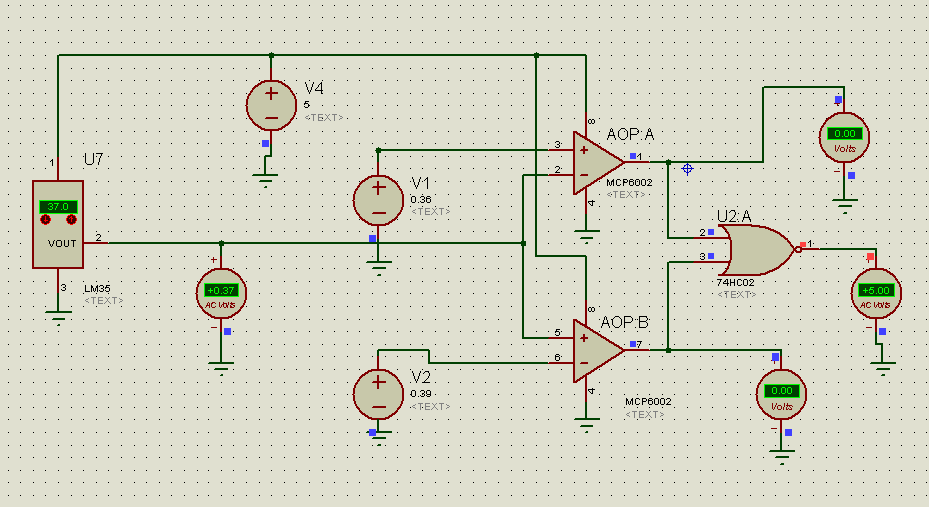 V4
5
<TEXT>
8
AOP:A
0.00
Volts
1
U7
3
1
2
MCP6002
<TEXT>
V1
0.36
<TEXT>
4
37.0
VOUT
2
U2:A
2
1
3
74HC02
<TEXT>
3
LM35
<TEXT>
+0.37
AC Volts
+5.00
AC Volts
8
AOP:B
5
7
6
V2
0.39
<TEXT>
4
MCP6002
<TEXT>
0.00
Volts